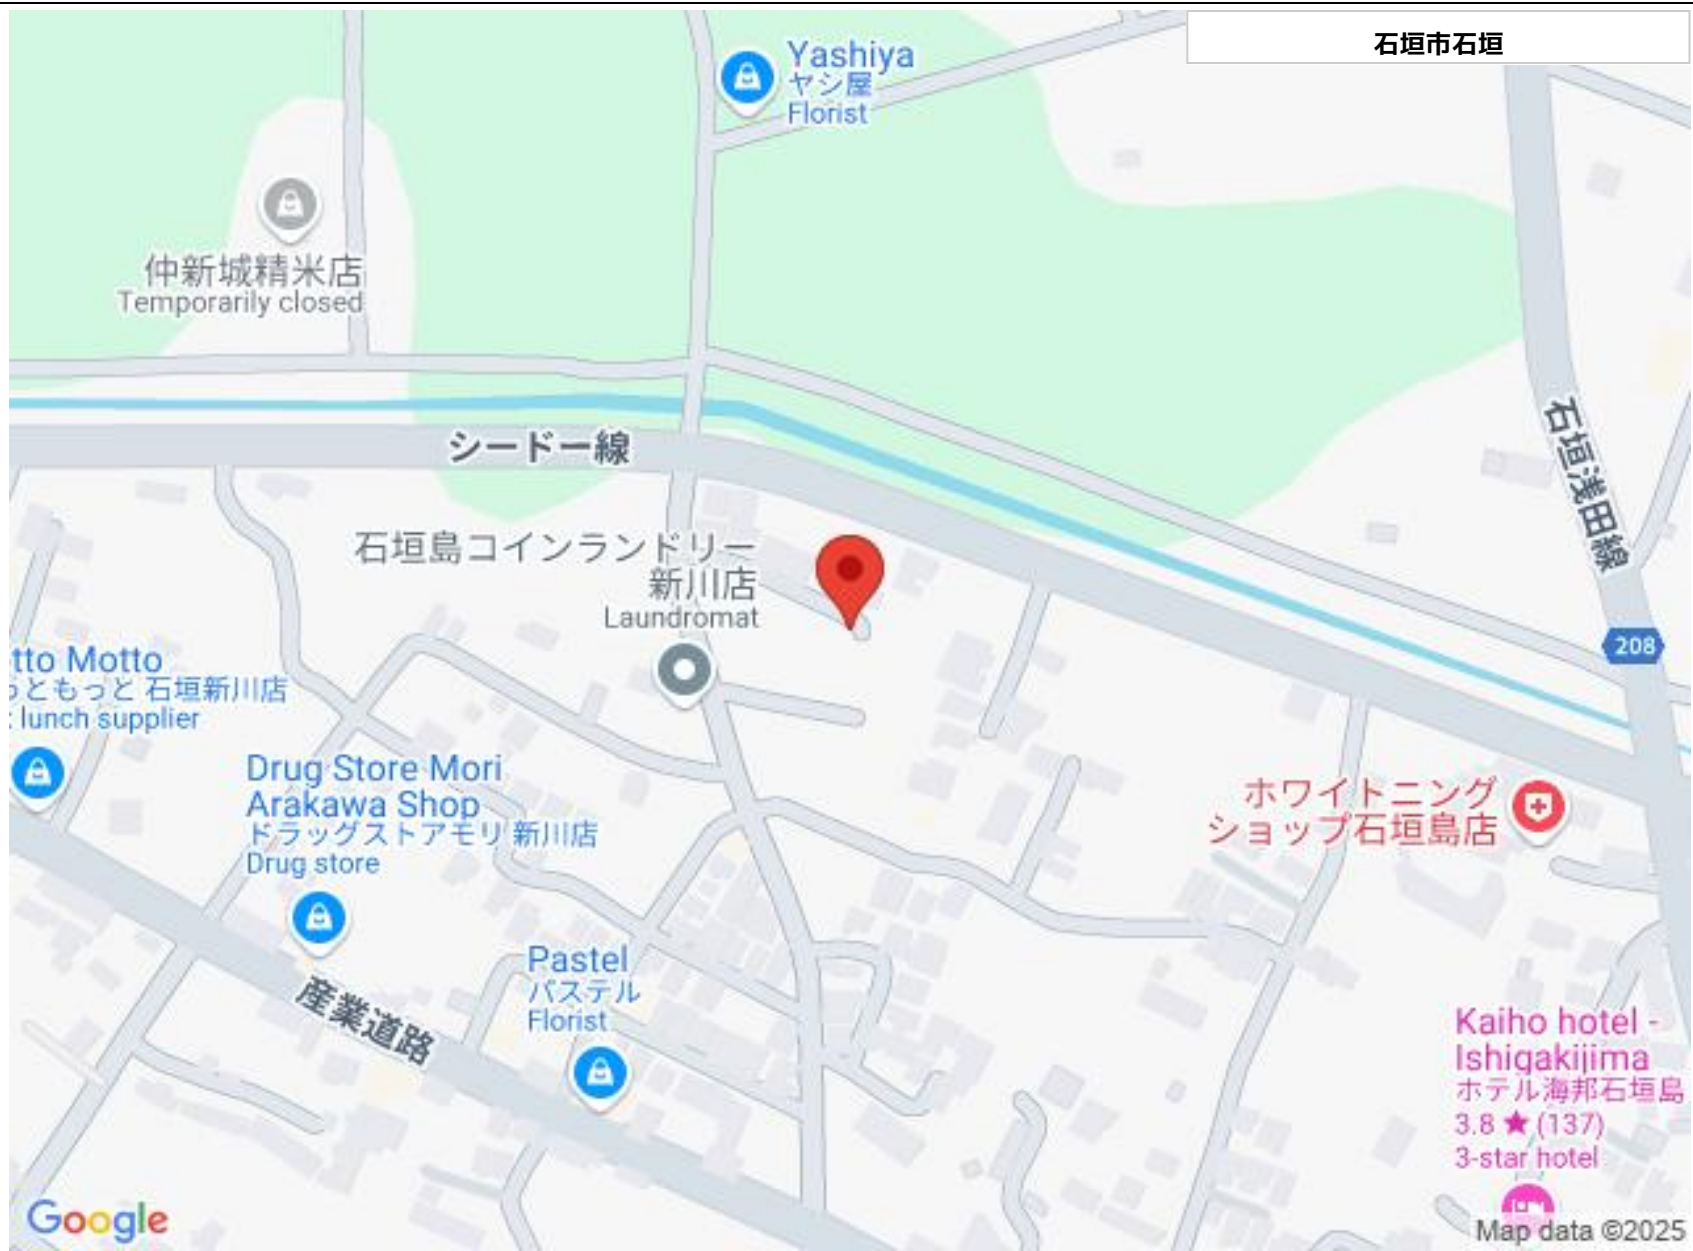 石垣市石垣
Yashiya
ヤシ屋
Florist
仲新城精米店
Temporarily closed
シードー線
石垣浅田線
石垣島コインランドリー
新川店
Laundromat
208
tto Motto
っともっと 石垣新川店
lunch supplier
Drug Store Mori
Arakawa Shop
ドラッグストアモリ 新川店
Drug store
ホワイトニング
ショップ石垣島店
Pastel
パステル
Florist
産業道路
Kaiho hotel -
Ishigakijima
ホテル海邦石垣島
3.8 ★ (137)
3-star hotel
Google
Map data ©2025